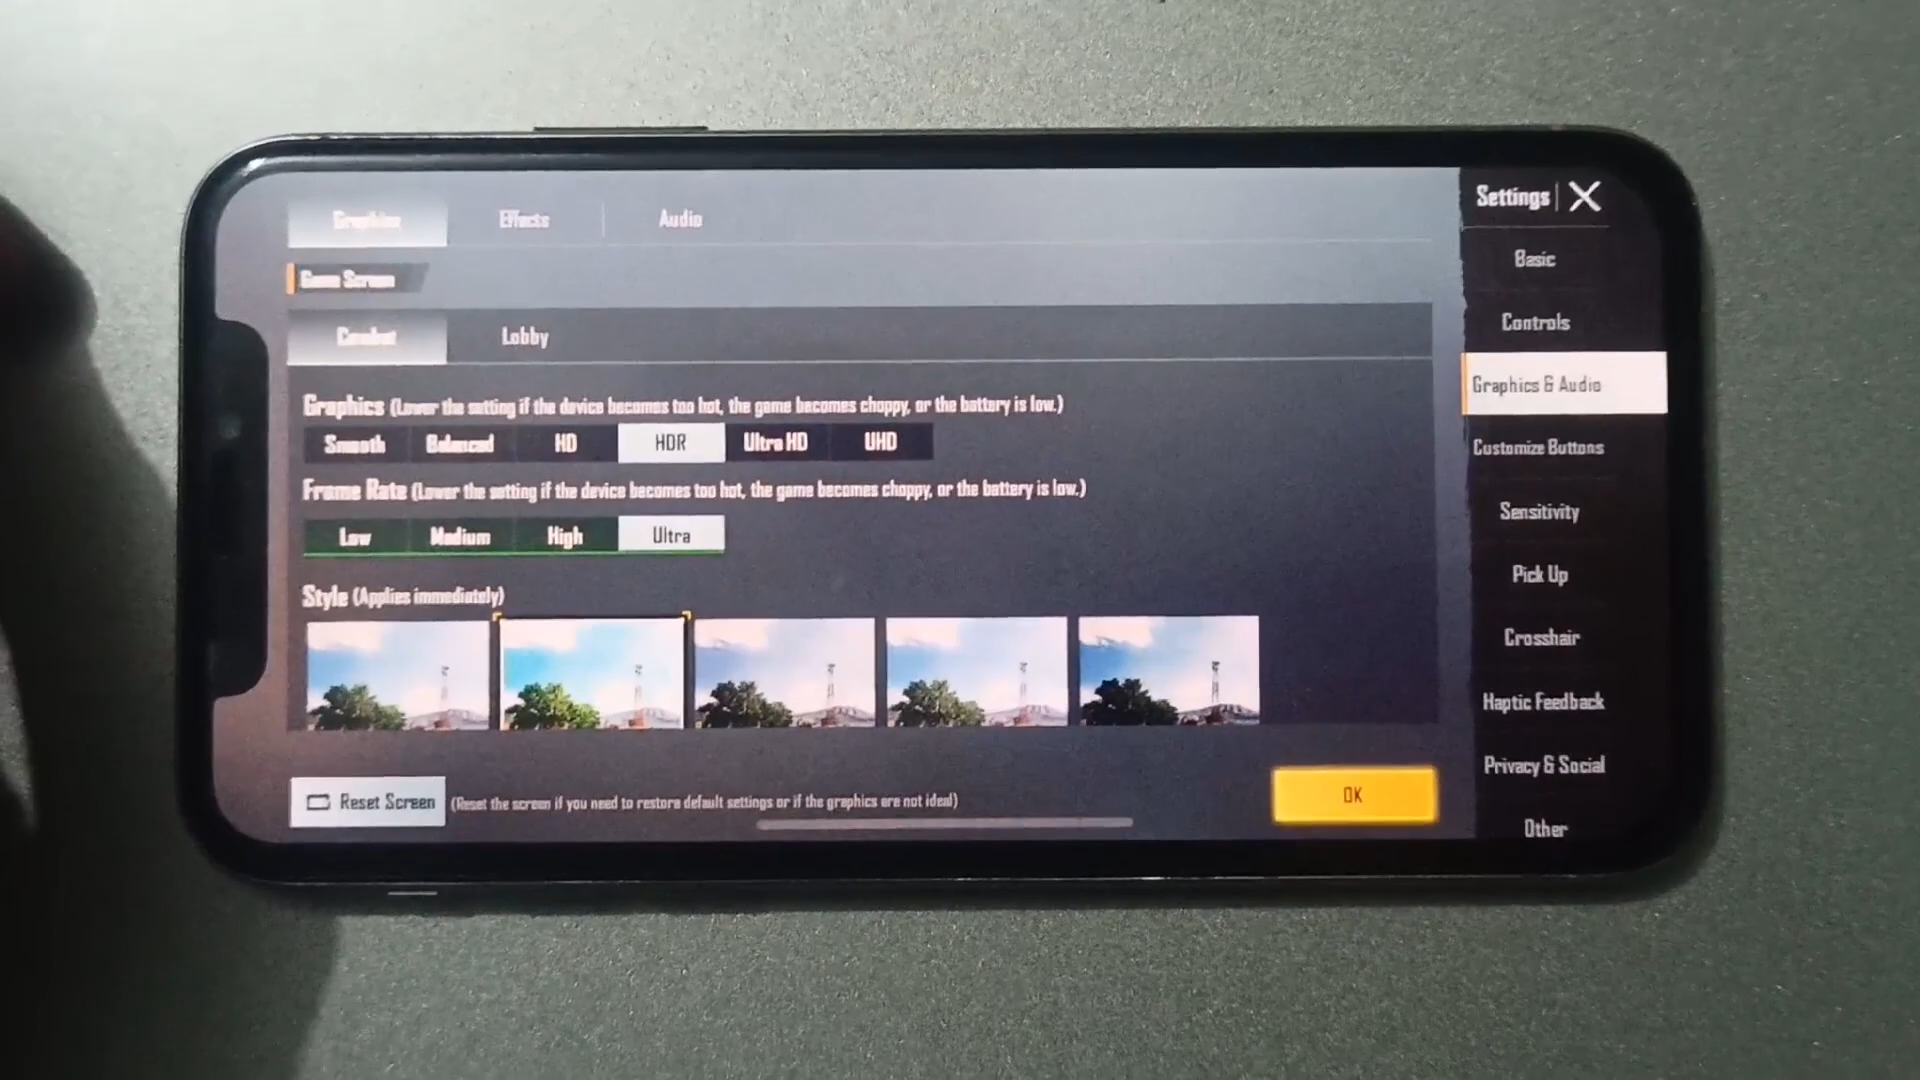 Graphics Effects Audio
Settings
Game Screen
Basic
Combat Lobby
Controls
Graphics & Audio
Graphics (Lower the setting if the device becomes too hot, the game becomes choppy, or the battery is low.)
Smooth Balanced HD HDR Ultra HD UHD
Customize Buttons
Frame Rate (Lower the setting if the device becomes too hot, the game becomes choppy, or the battery is low.)
Sensitivity
Low Medium High Ultra
Pick Up
Style (Applies immediately)
Crosshair
Haptic Feedback
Privacy & Social
Reset Screen (Reset the screen if you need to restore default settings or if the graphics are not ideal)
OK
Other